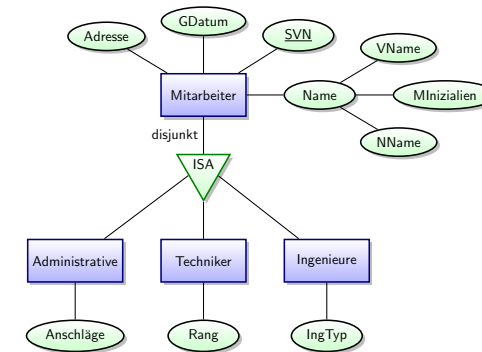 GDatum
Adresse
SVN
VName
Mitarbeiter
Name
MInizialien
disjunkt
NName
ISA
Administrative
Techniker
Ingenieure
Anschläge
Rang
IngTyp